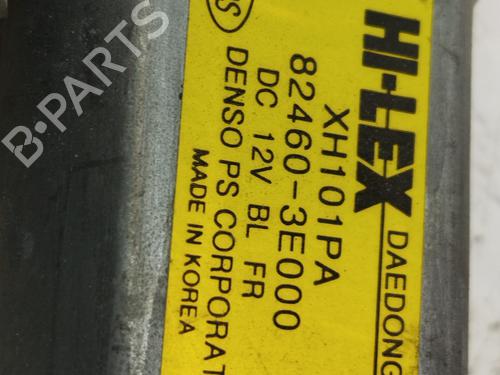 HI-LEX DAEDONG
XH101PA
82460-3E000
DC 12V BL FR
DENSO PS CORPORAT
MADE IN KOREA
B-PARTS